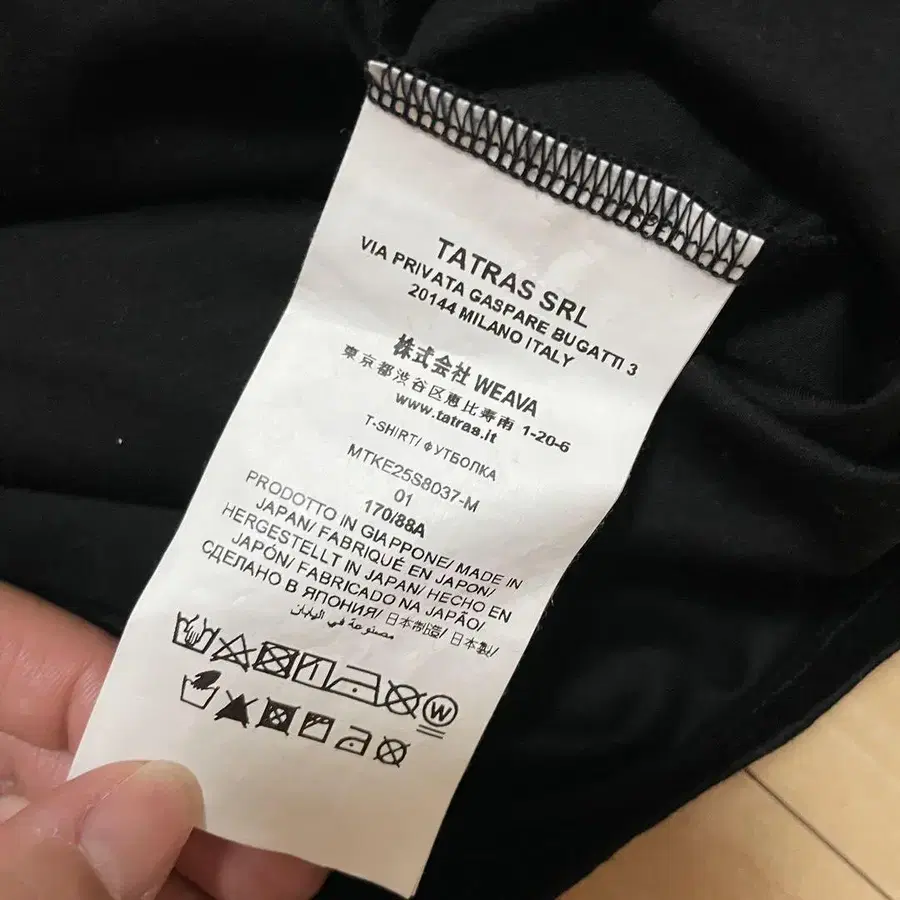 TATRAS SRL
VIA PRIVATA GASPARE BUGATTI 3
20144 MILANO ITALY
株式会社 WEAVA
東京都渋谷区恵比寿南 1-20-6
www.tatras.it
T-SHIRT/ ФУТБОЛКА
MTKE25S8037-M
01
170/88A
PRODOTTO IN GIAPPONE/ MADE IN
JAPAN/ FABRIQUÉ EN JAPON/
HERGESTELLT IN JAPAN/ HECHO EN
JAPÓN/ FABRICADO NA JAPÃO/
СДЕЛАНО В ЯПОНИЯ/ 日本制造/ 日本製/
مصنوعة في اليابان
W